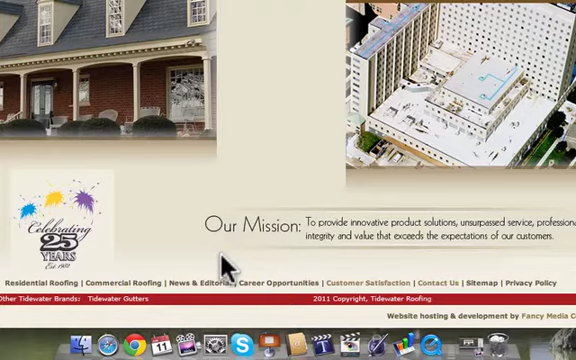 Celebrating
25
YEARS
Our Mission: To provide innovative product solutions, unsurpassed service, professiona
integrity and value that exceeds the expectations of our customers.
Residential Roofing | Commercial Roofing | News & Editorial | Career Opportunities | Customer Satisfaction | Contact Us | Sitemap | Privacy Policy
Other Tidewater Brands: Tidewater Gutters 2011 Copyright, Tidewater Roofing
Website hosting & development by Fancy Media C
11